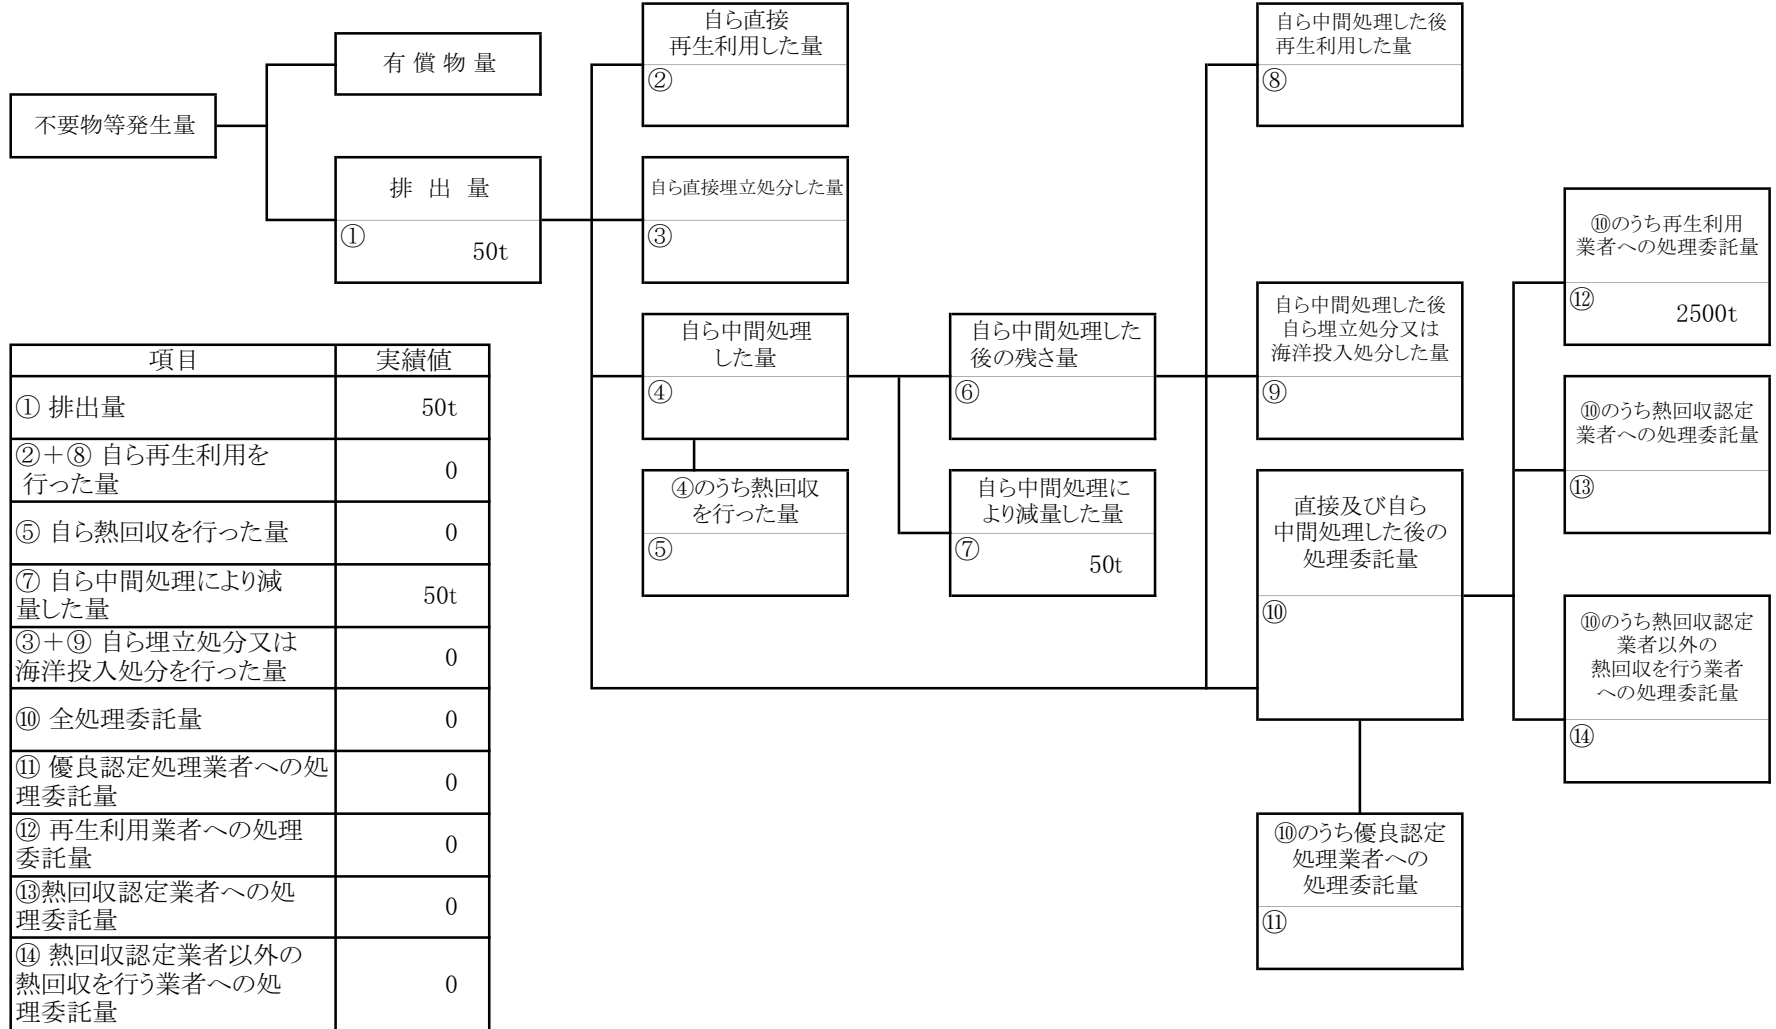 自ら直接
再生利用した量
②
自ら中間処理した後
再生利用した量
⑧
有 償 物 量
不要物等発生量
排 出 量
①
50t
自ら直接埋立処分した量
③
⑩のうち再生利用
業者への処理委託量
⑫
2500t
自ら中間処理
した量
④
自ら中間処理した
後の残さ量
⑥
自ら中間処理した後
自ら埋立処分又は
海洋投入処分した量
⑨
⑩のうち熱回収認定
業者への処理委託量
⑬
④のうち熱回収
を行った量
⑤
自ら中間処理に
より減量した量
⑦
50t
直接及び自ら
中間処理した後の
処理委託量
⑩
⑩のうち熱回収認定
業者以外の
熱回収を行う業者
への処理委託量
⑭
⑩のうち優良認定
処理業者への
処理委託量
⑪
項目 実績値
① 排出量 50t
②+⑧ 自ら再生利用を
行った量 0
⑤ 自ら熱回収を行った量 0
⑦ 自ら中間処理により減
量した量 50t
③+⑨ 自ら埋立処分又は
海洋投入処分を行った量 0
⑩ 全処理委託量 0
⑪ 優良認定処理業者への処
理委託量 0
⑫ 再生利用業者への処理
委託量 0
⑬熱回収認定業者への処
理委託量 0
⑭ 熱回収認定業者以外の
熱回収を行う業者への処
理委託量 0